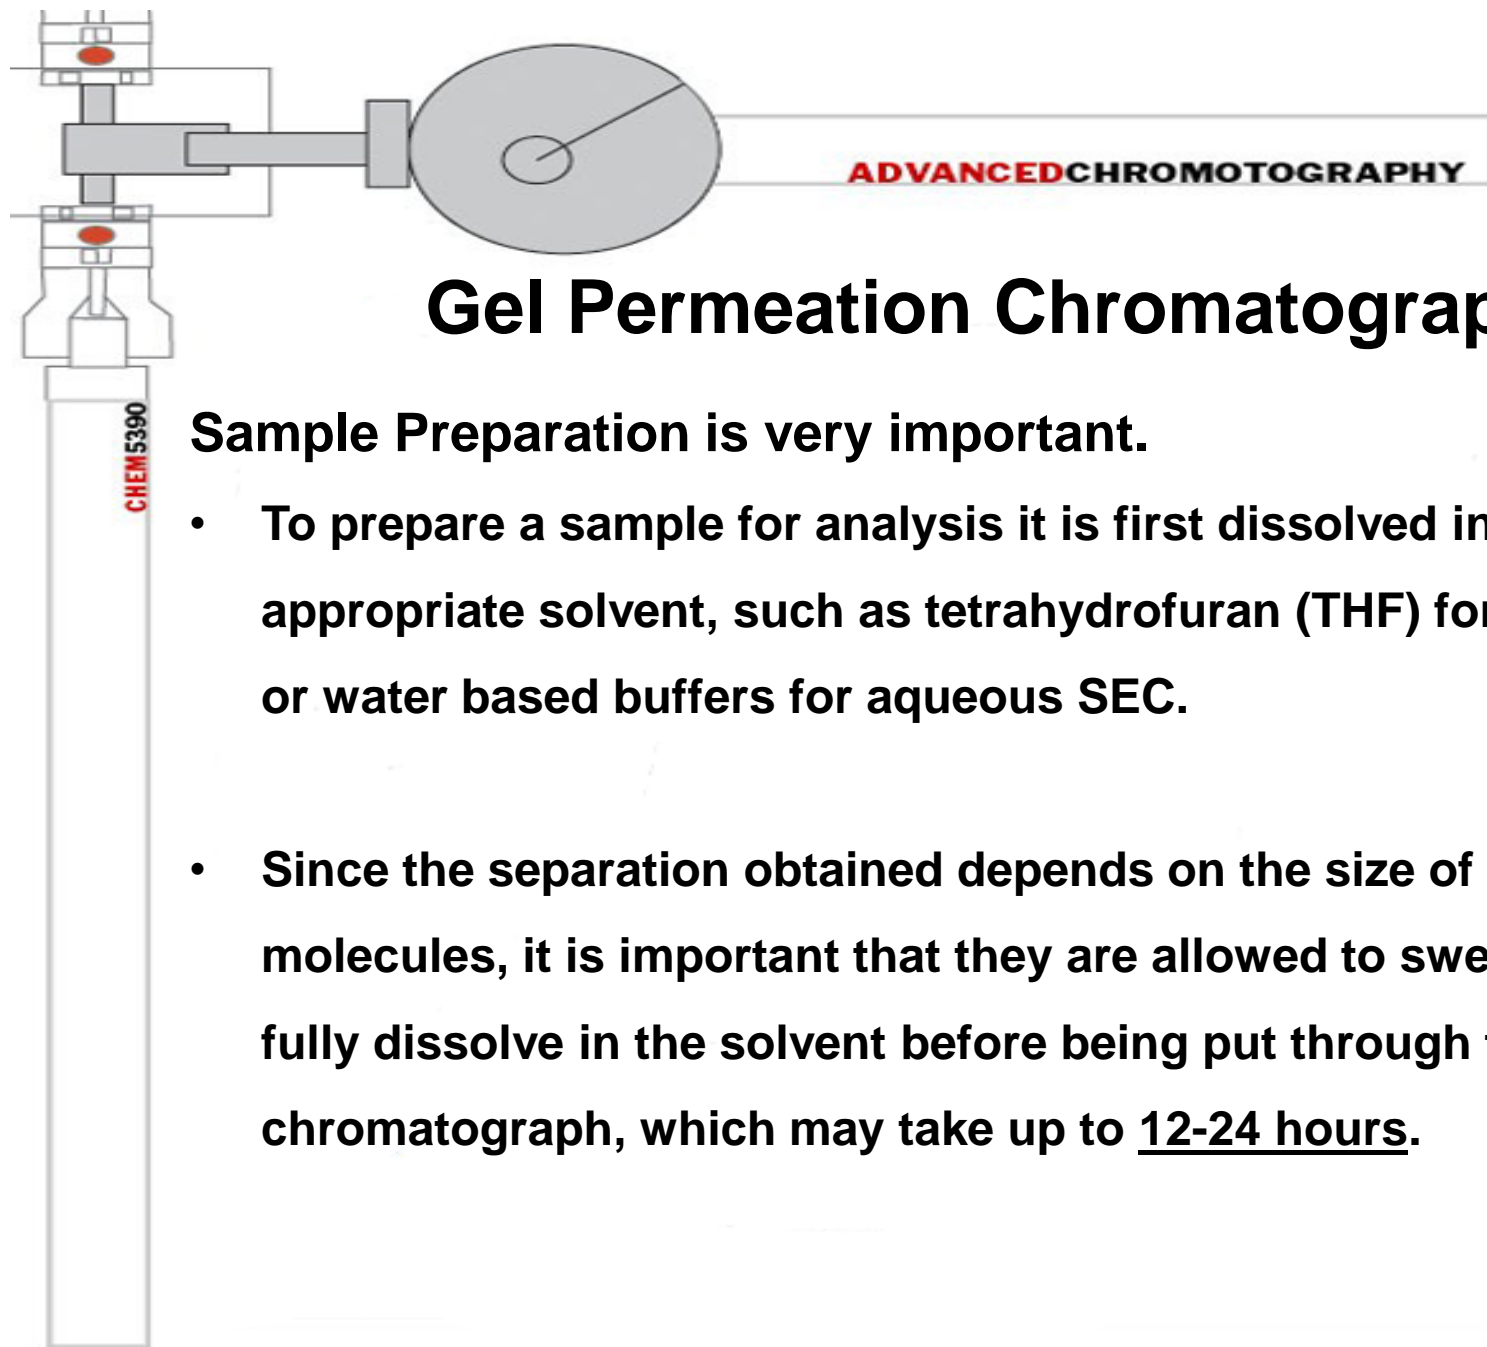 ADVANCEDCHROMOTOGRAPHY
Gel Permeation Chromatograp
CHEM5390
Sample Preparation is very important.
• To prepare a sample for analysis it is first dissolved in
appropriate solvent, such as tetrahydrofuran (THF) for
or water based buffers for aqueous SEC.
• Since the separation obtained depends on the size of
molecules, it is important that they are allowed to swe
fully dissolve in the solvent before being put through
chromatograph, which may take up to 12-24 hours.